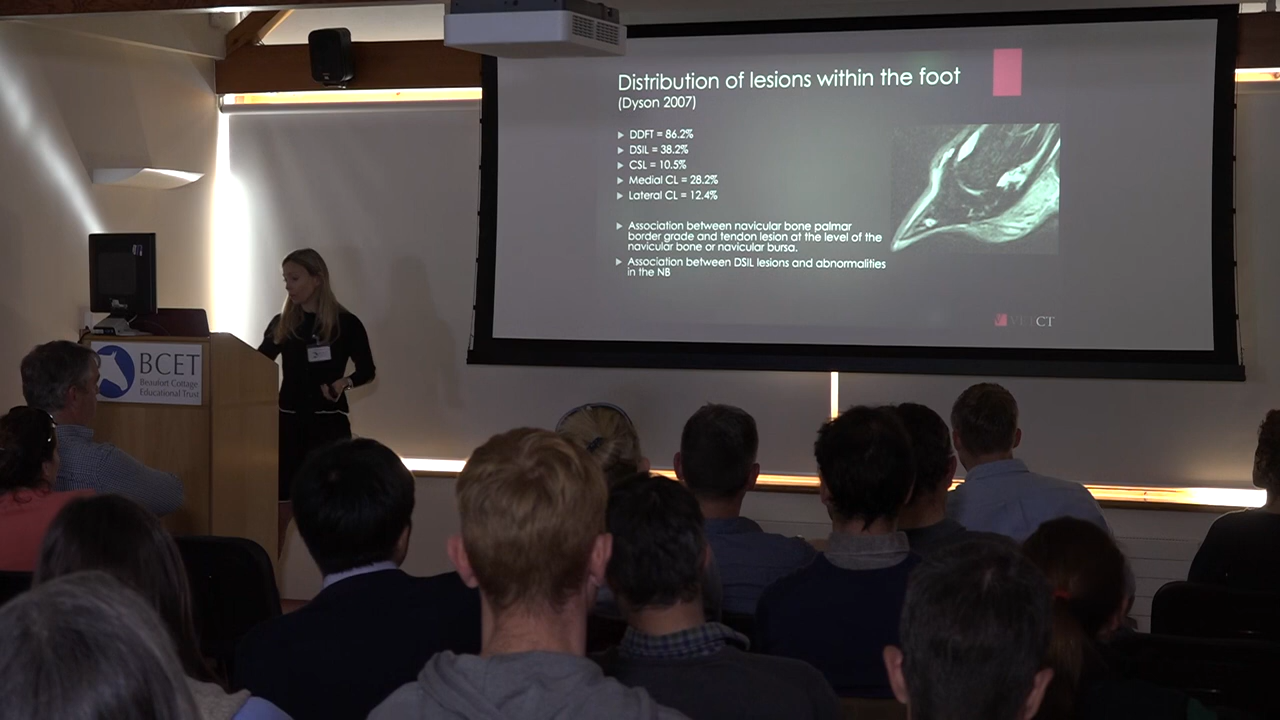 Distribution of lesions within the foot
(Dyson 2007)
DDFT = 86.2%
DSIL = 38.2%
CSL = 10.5%
Medial CL = 28.2%
Lateral CL = 12.4%
Association between navicular bone palmar
border grade and tendon lesion at the level of the
navicular bone or navicular bursa.
Association between DSIL lesions and abnormalities
in the NB
BCET
Beaufort Cottage
Educational Trust